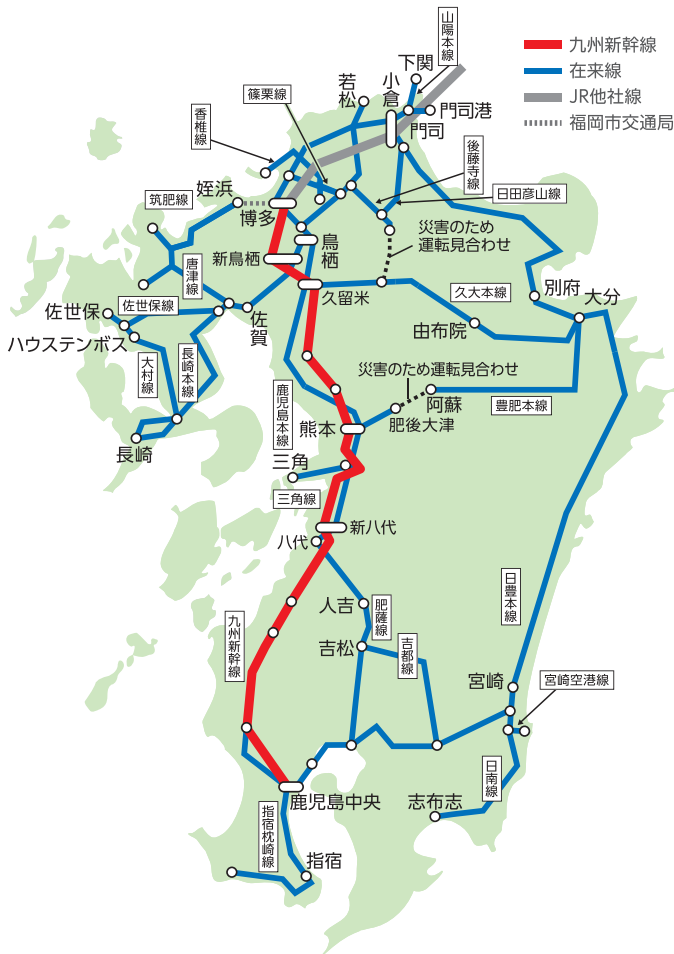 山陽本線
九州新幹線
在来線
JR他社線
福岡市交通局
下関
小倉
若松
篠栗線
門司港
門司
香椎線
後藤寺線
日田彦山線
筑肥線
姪浜
博多
災害のため
運転見合わせ
鳥栖
新鳥栖
唐津線
久留米
久大本線
別府
大分
佐世保
佐世保線
佐賀
由布院
ハウステンボス
大村線
長崎本線
災害のため運転見合わせ
阿蘇
豊肥本線
鹿児島本線
熊本
肥後大津
長崎
三角
三角線
新八代
八代
日豊本線
人吉
肥薩線
九州新幹線
吉松
吉都線
宮崎
宮崎空港線
日南線
鹿児島中央
志布志
指宿枕崎線
指宿